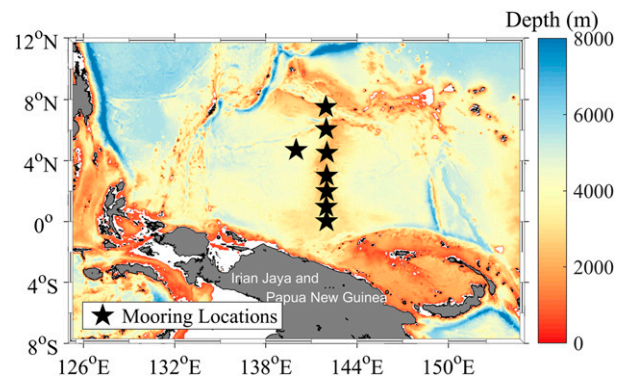 Depth (m)
12°N
8°N
4°N
0°
4°S
8°S
126°E
132°E
138°E
144°E
150°E
8000
6000
4000
2000
0
Irian Jaya and
Papua New Guinea
Mooring Locations